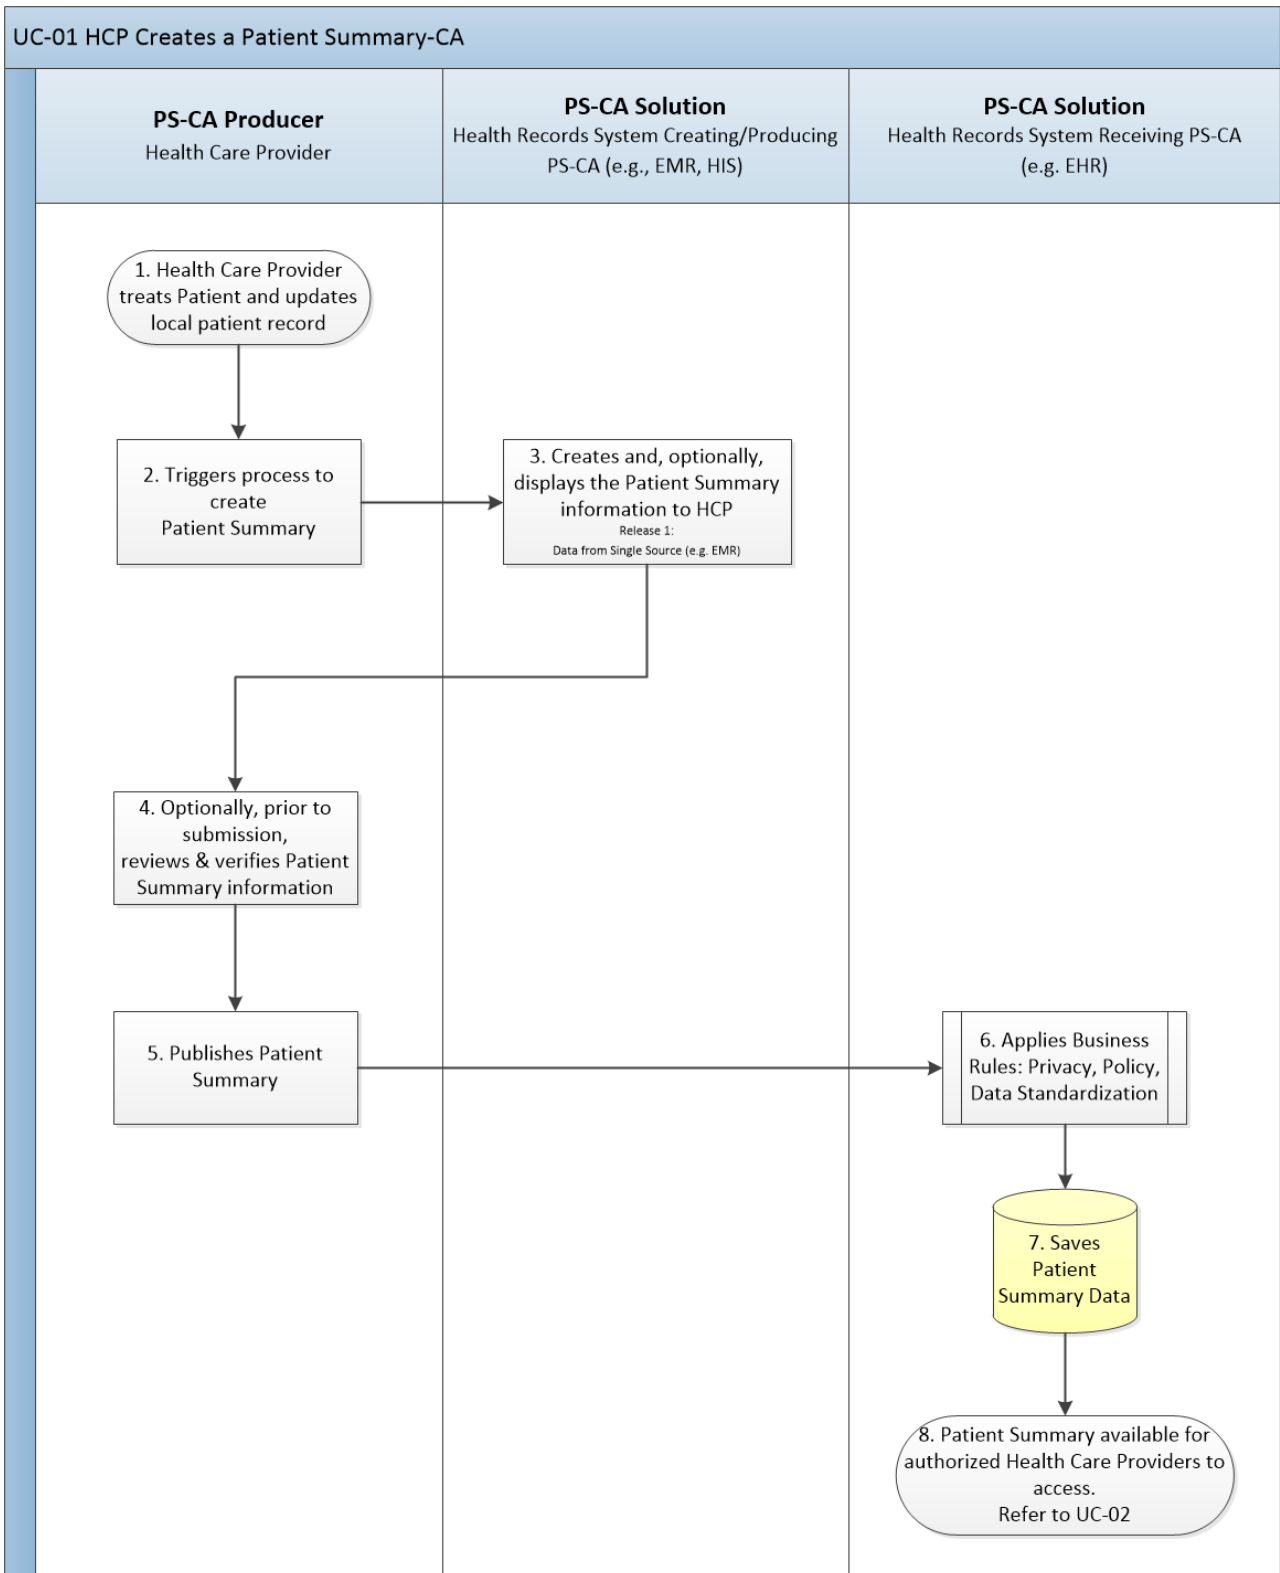 UC-01 HCP Creates a Patient Summary-CA
PS-CA Producer
Health Care Provider
PS-CA Solution
Health Records System Creating/Producing
PS-CA (e.g., EMR, HIS)
PS-CA Solution
Health Records System Receiving PS-CA
(e.g. EHR)
1. Health Care Provider
treats Patient and updates
local patient record
2. Triggers process to
create
Patient Summary
3. Creates and, optionally,
displays the Patient Summary
information to HCP
Release 1:
Data from Single Source (e.g. EMR)
4. Optionally, prior to
submission,
reviews & verifies Patient
Summary information
5. Publishes Patient
Summary
6. Applies Business
Rules: Privacy, Policy,
Data Standardization
7. Saves
Patient
Summary Data
8. Patient Summary available for
authorized Health Care Providers to
access.
Refer to UC-02